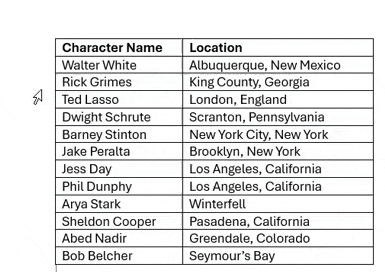 Character Name Location
Walter White Albuquerque, New Mexico
Rick Grimes King County, Georgia
Ted Lasso London, England
Dwight Schrute Scranton, Pennsylvania
Barney Stinton New York City, New York
Jake Peralta Brooklyn, New York
Jess Day Los Angeles, California
Phil Dunphy Los Angeles, California
Arya Stark Winterfell
Sheldon Cooper Pasadena, California
Abed Nadir Greendale, Colorado
Bob Belcher Seymour's Bay